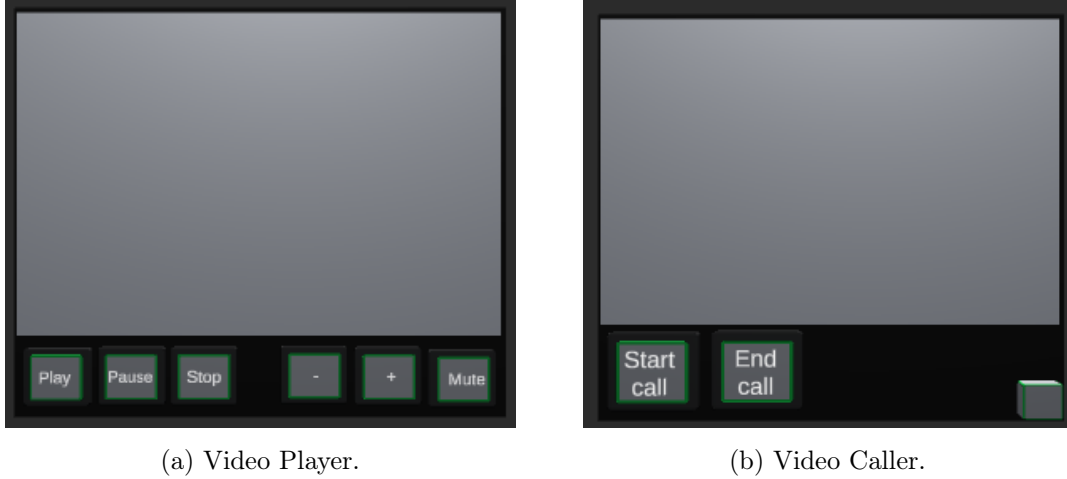 Play Pause Stop - + Mute
Start
call
End
call
(a) Video Player.
(b) Video Caller.